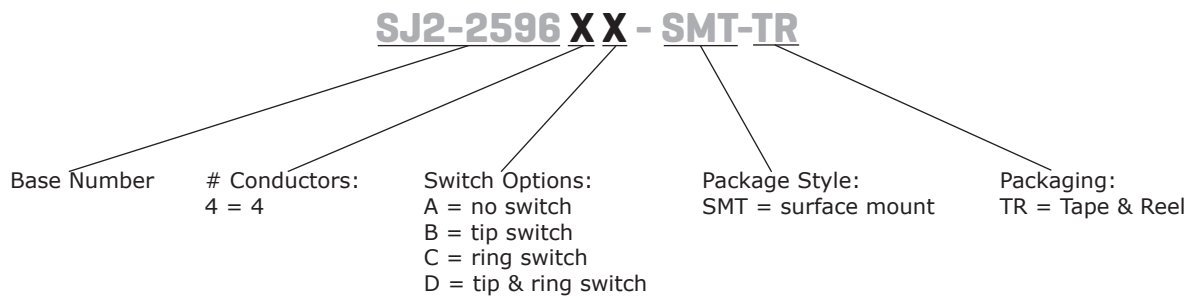 SJ2-2596 X X - SMT-TR
Base Number
# Conductors:
4 = 4
Switch Options:
A = no switch
B = tip switch
C = ring switch
D = tip & ring switch
Package Style:
SMT = surface mount
Packaging:
TR = Tape & Reel